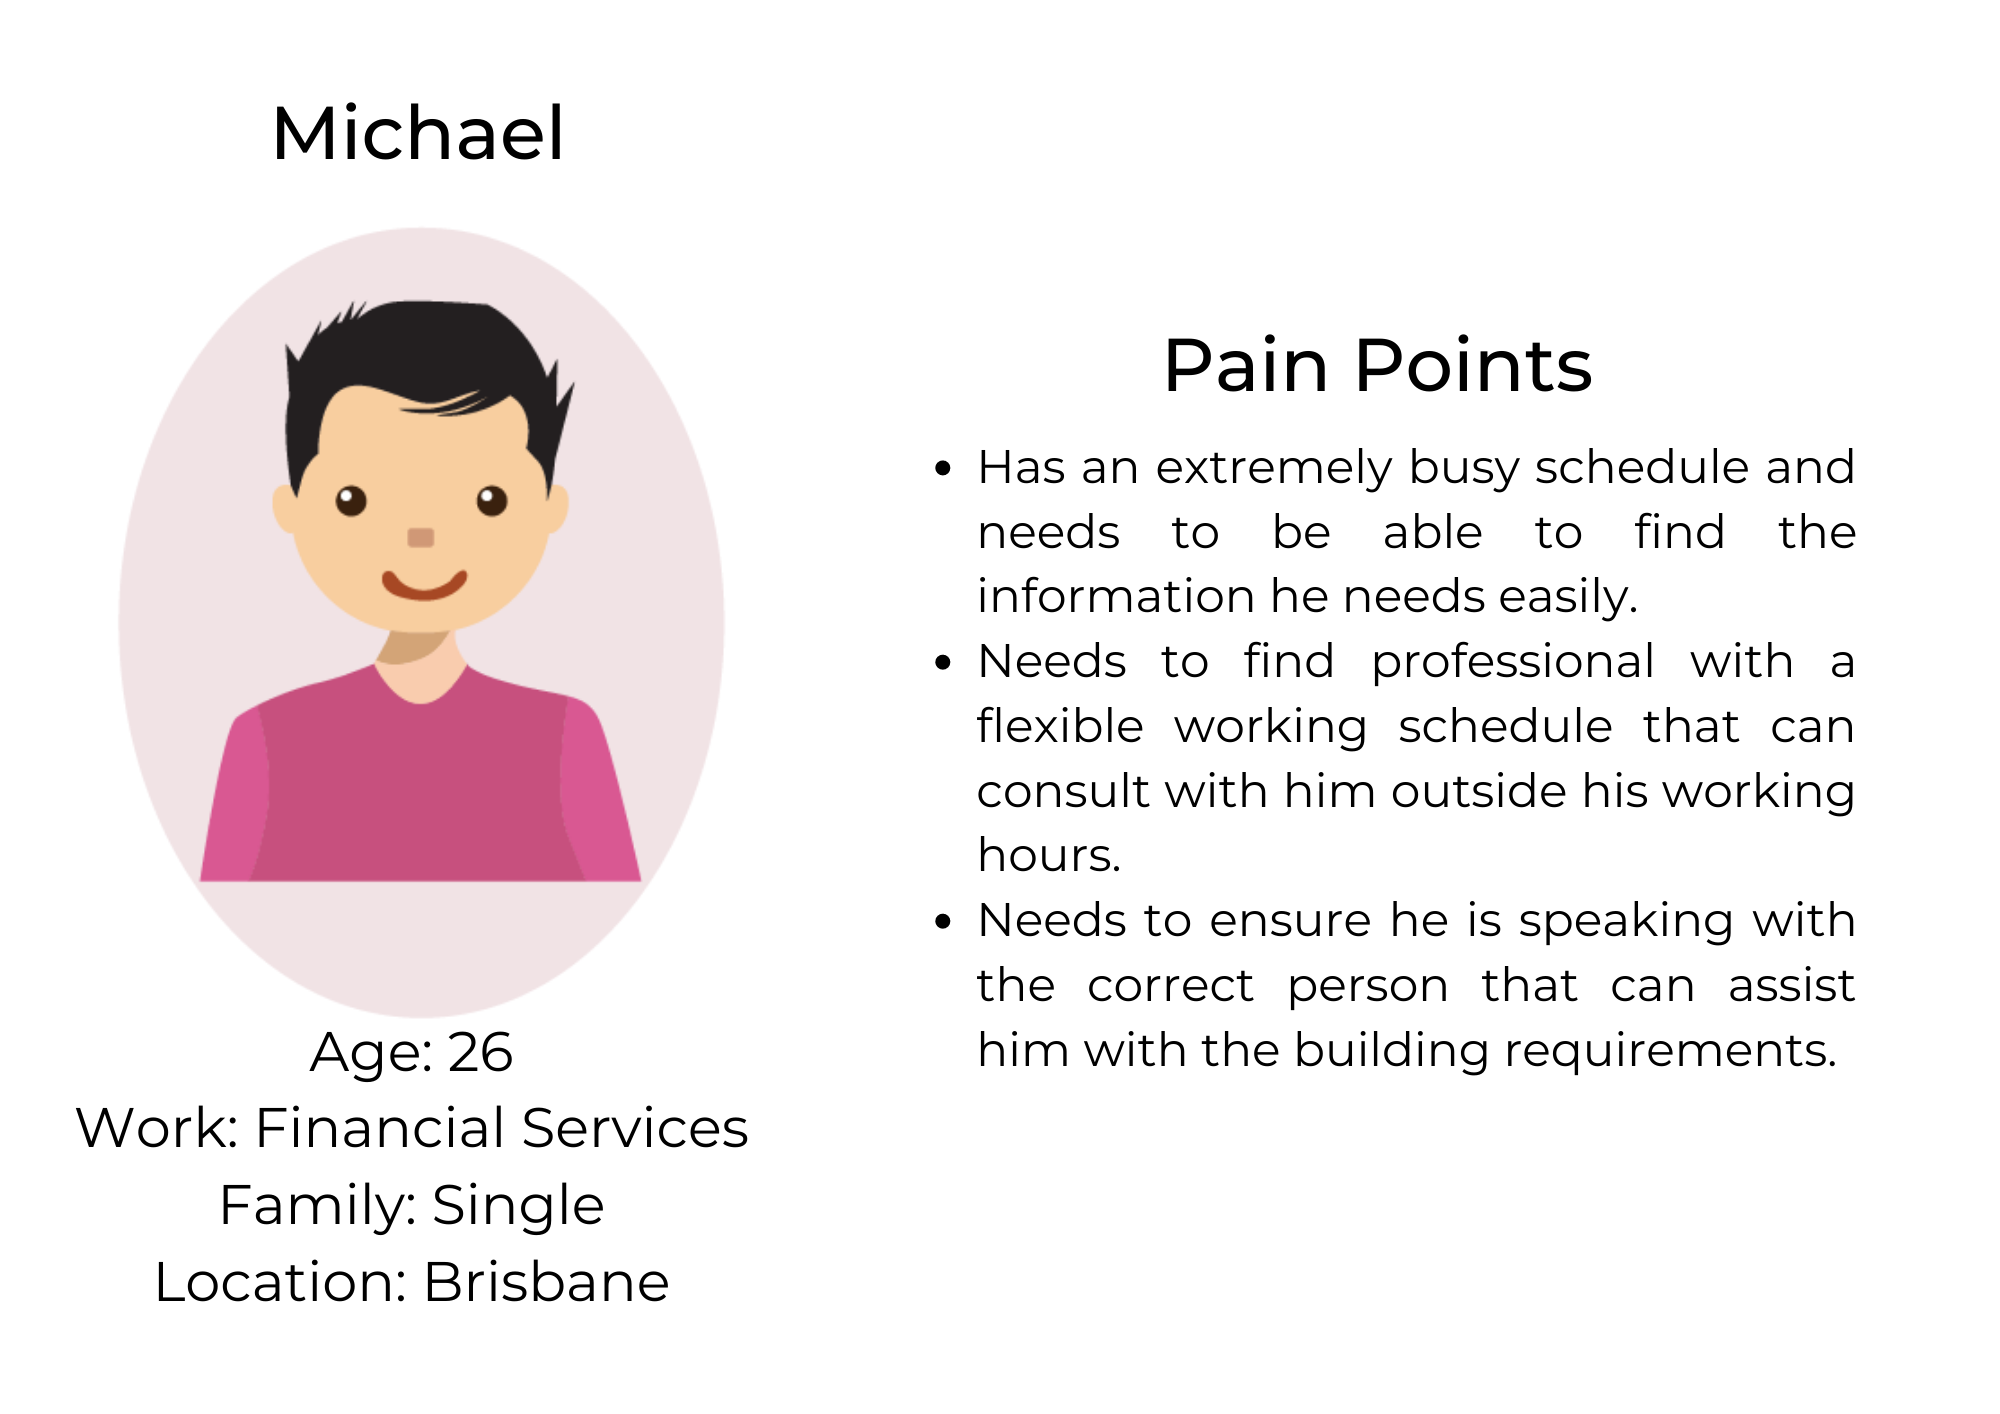 Michael
Age: 26
Work: Financial Services
Family: Single
Location: Brisbane
Pain Points
• Has an extremely busy schedule and
needs to be able to find the
information he needs easily.
• Needs to find professional with a
flexible working schedule that can
consult with him outside his working
hours.
• Needs to ensure he is speaking with
the correct person that can assist
him with the building requirements.